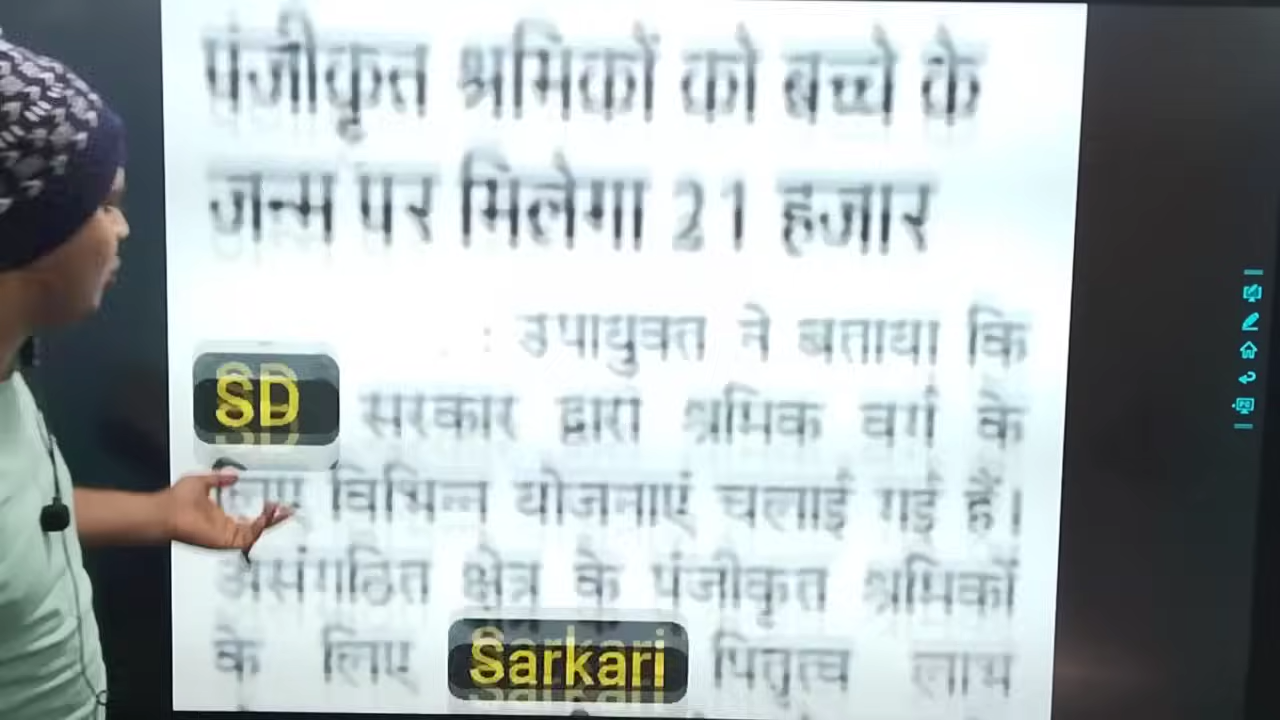 पंजीकृत श्रमिकों को बच्चे के
जन्म पर मिलेगा 21 हजार
: उपायुक्त ने बताया कि
SD सरकार द्वारा श्रमिक वर्ग के
लिए विभिन्न योजनाएं चलाई गई हैं।
असंगठित क्षेत्र के पंजीकृत श्रमिकों
के लिए Sarkari पितृत्व लाभ